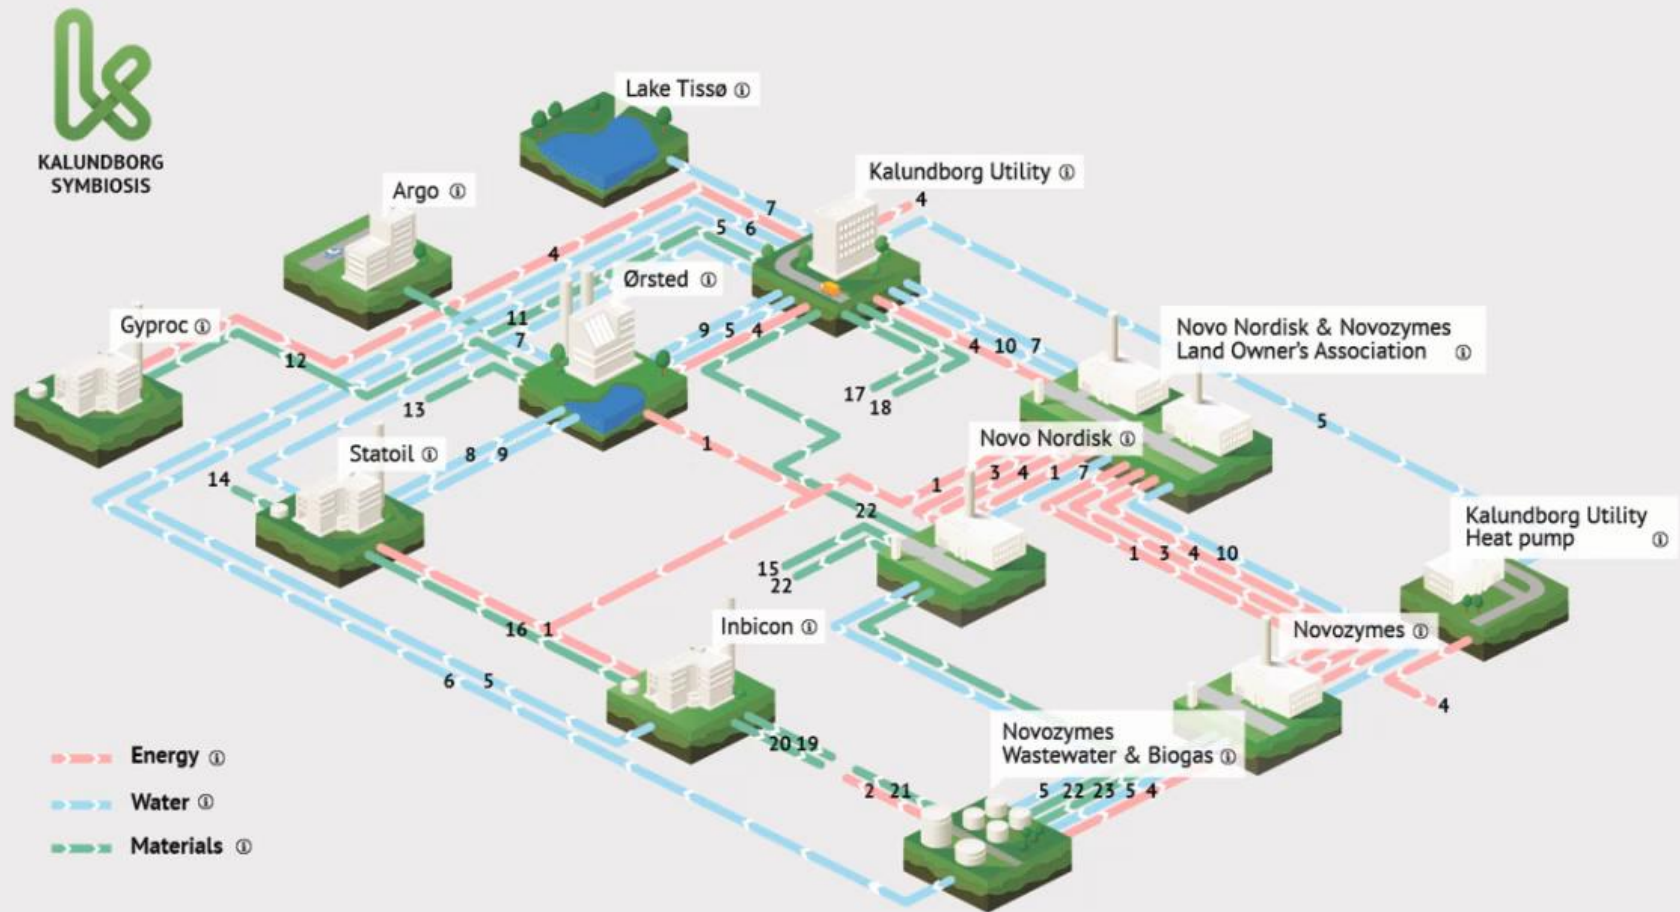 KALUNDBORG
SYMBIOSIS
Lake Tissø
Kalundborg Utility
Argo
4
7
5 6
4
Ørsted
Gyproc
11
7
12
9 5 4
4 10 7
Novo Nordisk & Novozymes
Land Owner's Association
17
18
13
5
1
Novo Nordisk
Statoil
8 9
14
1 3 4 1 7
22
Kalundborg Utility
Heat pump
1 3 4 10
15
22
16 1
Inbicon
Novozymes
6 5
4
20 19
Novozymes
Wastewater & Biogas
2 21
5 22 23 5 4
Energy
Water
Materials